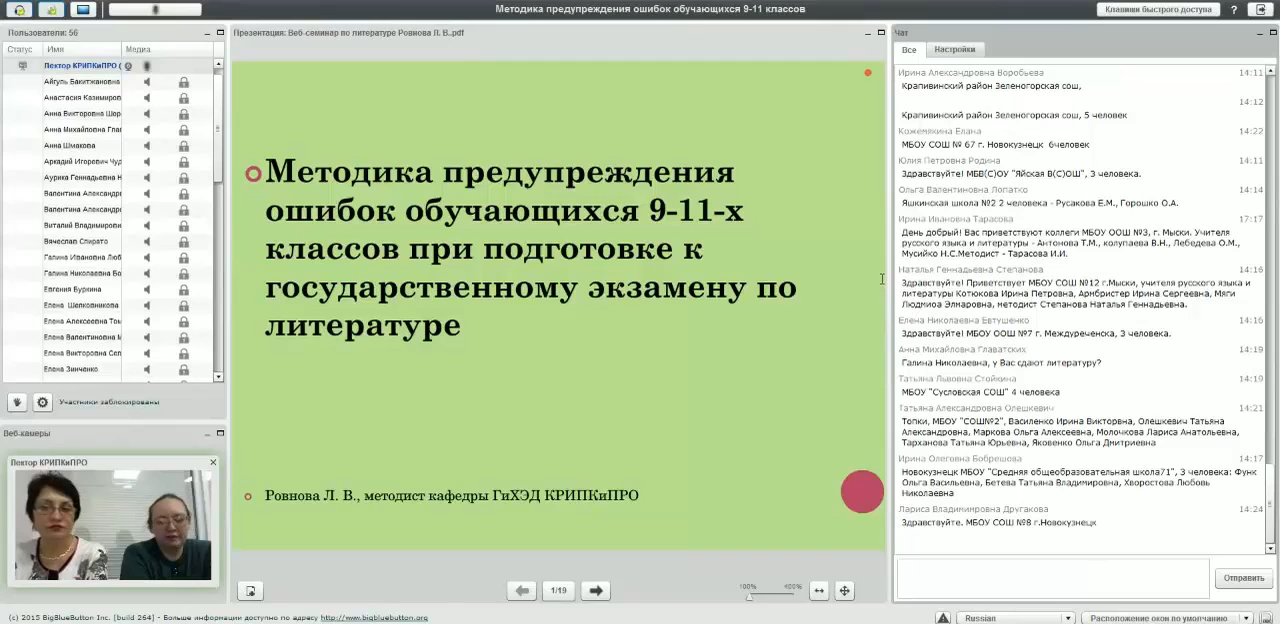 Методика предупреждения ошибок обучающихся 9-11 классов
Клавиши быстрого доступа
?
Пользователи: 56
Статус Имя Медиа
Лектор КРИПКиПРО (
Айгуль Бакитжановна
Анастасия Казимиров
Анна Викторовна Шор
Анна Михайловна Глав
Анна Шмакова
Аркадий Игоревич Чуд
Аурика Геннадьевна Н
Валентина Александро
Валентина Александро
Виталий Владимирови
Вячеслав Спирато
Галина Ивановна Люб
Галина Николаевна Бо
Евгения Буркина
Елена Шелковникова
Елена Алексеевна Том
Елена Валентиновна М
Елена Викторовна Сел
Елена Зинченко
Участники заблокированы
Веб-камеры
Лектор КРИПКиПРО
Презентация: Веб-семинар по литературе Ровнова Л. В..pdf
Методика предупреждения
ошибок обучающихся 9-11-х
классов при подготовке к
государственному экзамену по
литературе
Ровнова Л. В., методист кафедры ГиХЭД КРИПКиПРО
1/19
100% 400%
Чат
Все Настройки
Ирина Александровна Воробьева 14:11
Крапивинский район Зеленогорская сош,
14:12
Крапивинский район Зеленогорская сош, 5 человек
Кожемякина Елана 14:22
МБОУ СОШ № 67 г. Новокузнецк 6человек
Юлия Петровна Родина 14:11
Здравствуйте! МБВ(С)ОУ "Яйская В(С)ОШ", 3 человека.
Ольга Валентиновна Лопатко 14:14
Яшкинская школа №2 2 человека - Русакова Е.М., Горошко О.А.
Ирина Ивановна Тарасова 17:17
День добрый! Вас приветствуют коллеги МБОУ ООШ №3, г. Мыски. Учителя
русского языка и литературы - Антонова Т.М., колупаева В.Н., Лебедева О.М.,
Мусийко Н.С.Методист - Тарасова И.И.
Наталья Геннадьевна Степанова 14:16
Здравствуйте! Приветствует МБОУ СОШ №12 г.Мыски, учителя русского языка и
литературы Котюкова Ирина Петровна, Армбристер Ирина Сергеевна, Мяги
Людмиоа Элмаровна, методист Степанова Наталья Геннадьевна.
Елена Николаевна Евтушенко 14:16
Здравствуйте! МБОУ ООШ №7 г. Междуреченска, 3 человека.
Анна Михайловна Главатских 14:19
Галина Николаевна, у Вас сдают литературу?
Татьяна Львовна Стойкина 14:19
МБОУ "Сусловская СОШ" 4 человека
Татьяна Александровна Олешкевич 14:21
Топки, МБОУ "СОШ№2", Василенко Ирина Викторвна, Олешкевич Татьяна
Александровна, Маркова Ольга Алексеевна, Молочкова Лариса Анатольевна,
Тарханова Татьяна Юрьевна, Яковенко Ольга Дмитриевна
Ирина Олеговна Бобрешова 14:17
Новокузнецк МБОУ "Средняя общеобразовательная школа71", 3 человека: Функ
Ольга Васильевна, Бетева Татьяна Владимировна, Хворостова Любовь
Николаевна
Лариса Владимиировна Другакова 14:24
Здравствуйте. МБОУ СОШ №8 г.Новокузнецк
Отправить
(c) 2015 BigBlueButton Inc. [build 264] - Больше информации доступно по адресу http://www.bigbluebutton.org
Russian
Расположение окон по умолчанию